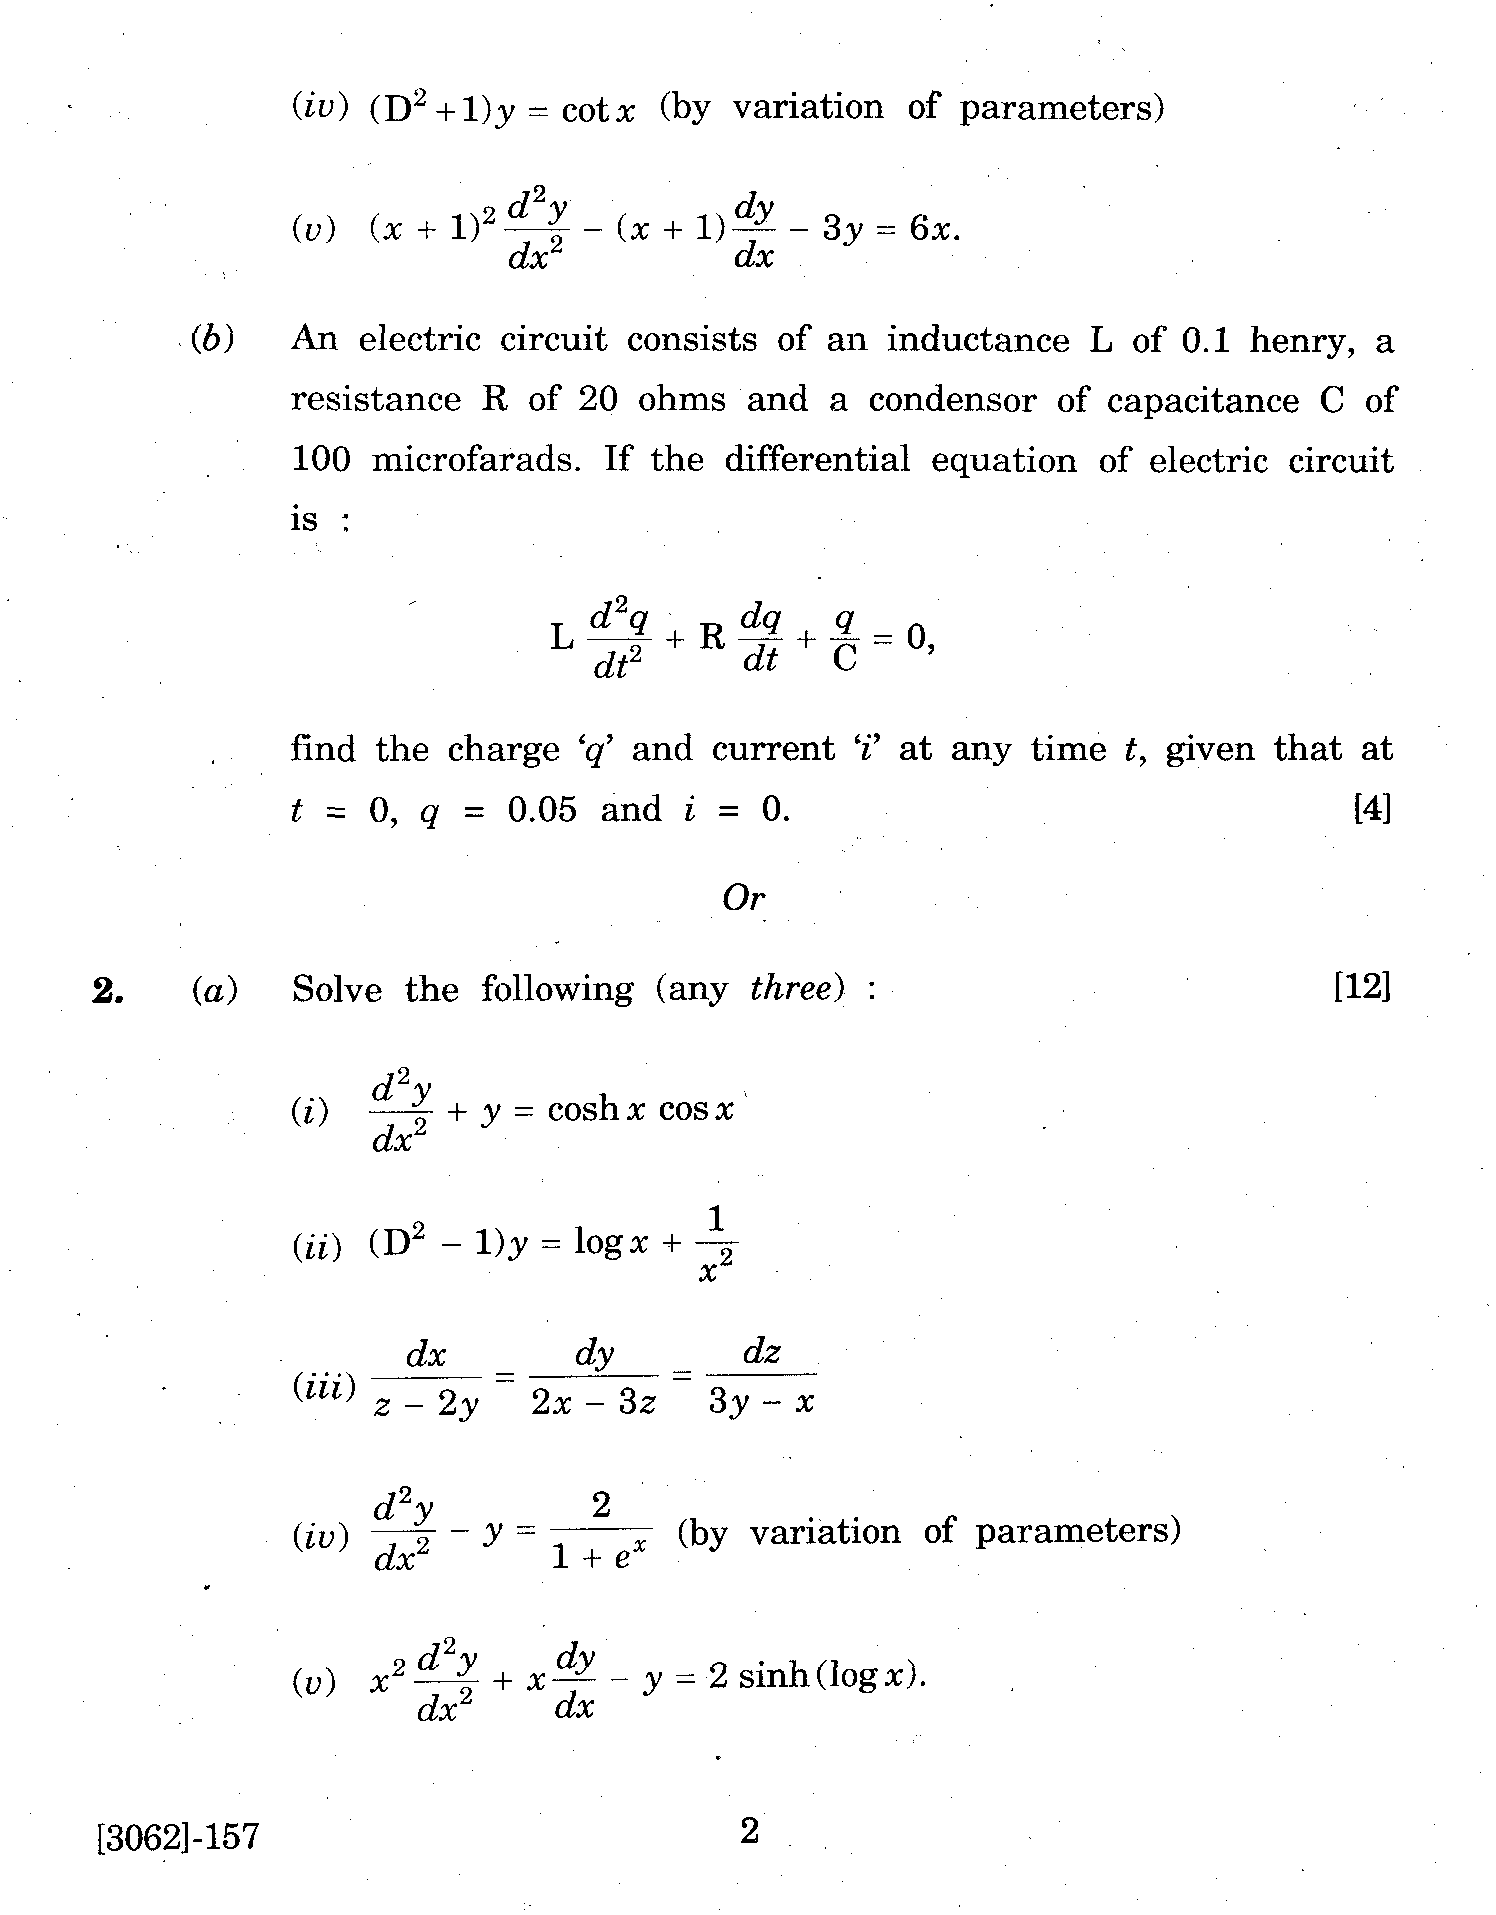 (iv) (D² + 1)y = cot x (by variation of parameters)
(v) (x + 1)² d²y/dx² – (x + 1) dy/dx – 3y = 6x.
(b) An electric circuit consists of an inductance L of 0.1 henry, a
resistance R of 20 ohms and a condensor of capacitance C of
100 microfarads. If the differential equation of electric circuit
is :
L d²q/dt² + R dq/dt + q/C = 0,
find the charge ‘q’ and current ‘i’ at any time t, given that at
t = 0, q = 0.05 and i = 0. [4]
Or
2. (a) Solve the following (any three) : [12]
(i) d²y/dx² + y = cosh x cos x
(ii) (D² – 1)y = log x + 1/x²
(iii) dx/(z – 2y) = dy/(2x – 3z) = dz/(3y – x)
(iv) d²y/dx² – y = 2/(1 + eˣ) (by variation of parameters)
(v) x² d²y/dx² + x dy/dx – y = 2 sinh(log x).
[3062]-157 2